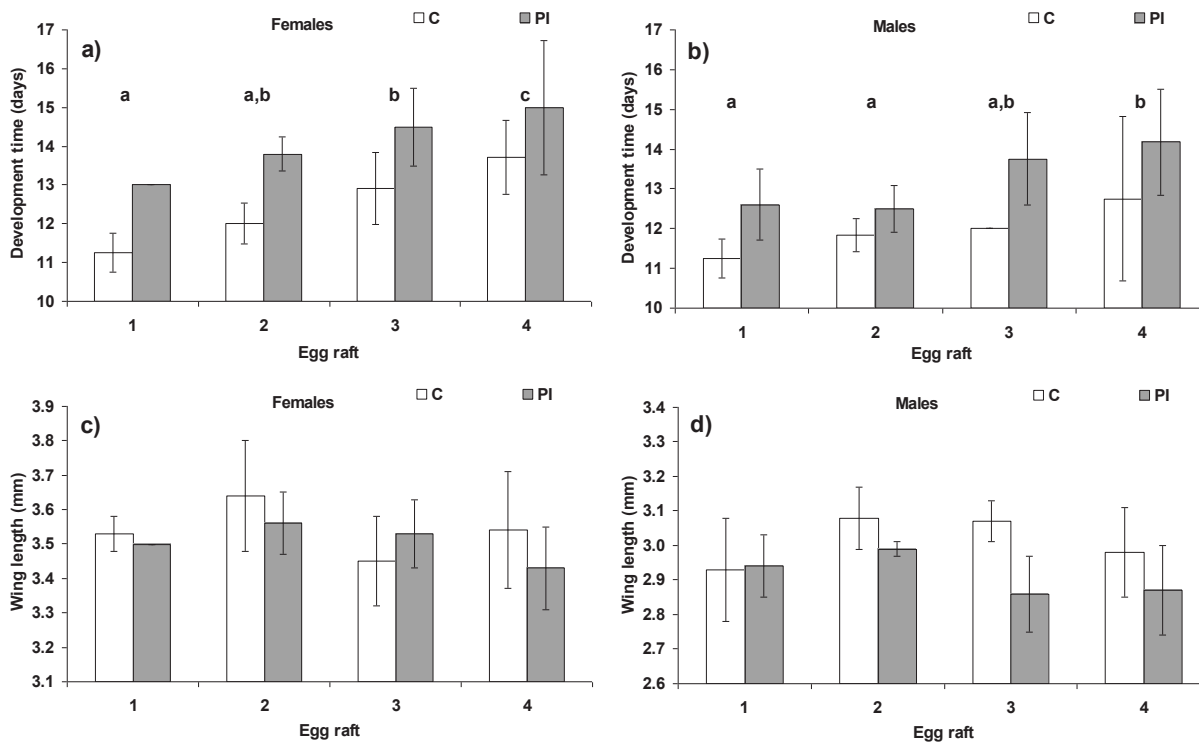 Females
C
PI
a)
17
16
15
14
13
12
11
10
Development time (days)
a
a,b
b
c
1
2
3
4
Egg raft
Males
C
PI
b)
17
16
15
14
13
12
11
10
Development time (days)
a
a
a,b
b
1
2
3
4
Egg raft
Females
C
PI
c)
3.9
3.8
3.7
3.6
3.5
3.4
3.3
3.2
3.1
Wing length (mm)
1
2
3
4
Egg raft
Males
C
PI
d)
3.4
3.3
3.2
3.1
3.0
2.9
2.8
2.7
2.6
Wing length (mm)
1
2
3
4
Egg raft